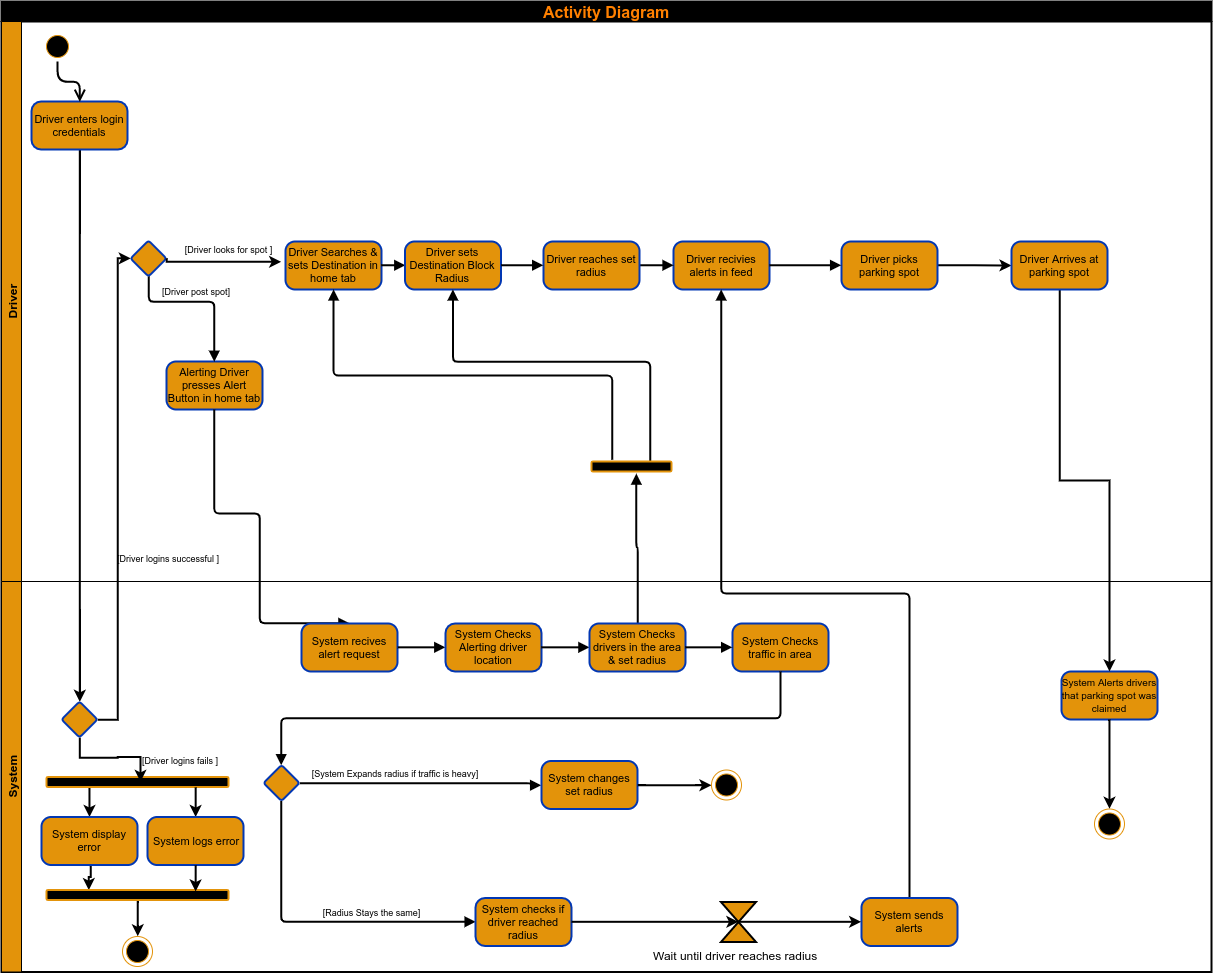 Activity Diagram
Driver
Driver enters login
credentials
[Driver looks for spot ]
[Driver post spot]
Driver Searches &
sets Destination in
home tab
Driver sets
Destination Block
Radius
Driver reaches set
radius
Driver recivies
alerts in feed
Driver picks
parking spot
Driver Arrives at
parking spot
Alerting Driver
presses Alert
Button in home tab
[Driver logins successful ]
System
System recives
alert request
System Checks
Alerting driver
location
System Checks
drivers in the area
& set radius
System Checks
traffic in area
System Alerts drivers
that parking spot was
claimed
[Driver logins fails ]
[System Expands radius if traffic is heavy]
System changes
set radius
System display
error
System logs error
[Radius Stays the same]
System checks if
driver reached
radius
Wait until driver reaches radius
System sends
alerts